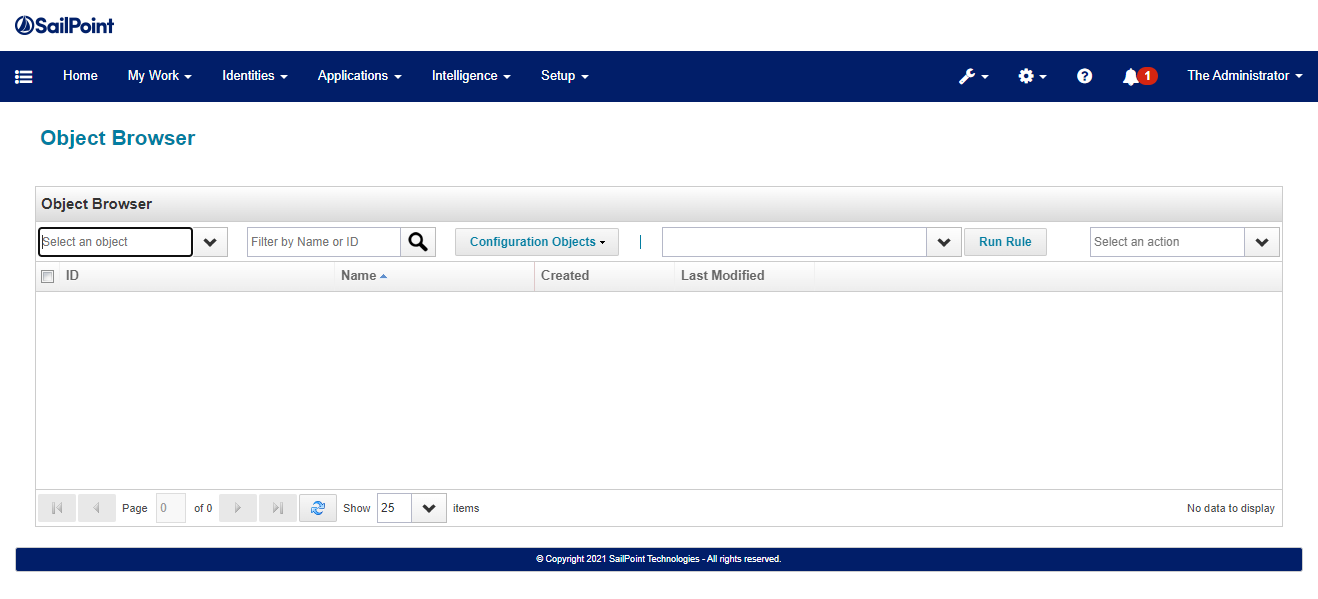 SailPoint
Home My Work Identities Applications Intelligence Setup 1 The Administrator
Object Browser
Object Browser
Select an object Filter by Name or ID Configuration Objects | Run Rule Select an action
ID Name Created Last Modified
Page 0 of 0 Show 25 items No data to display
© Copyright 2021 SailPoint Technologies - All rights reserved.